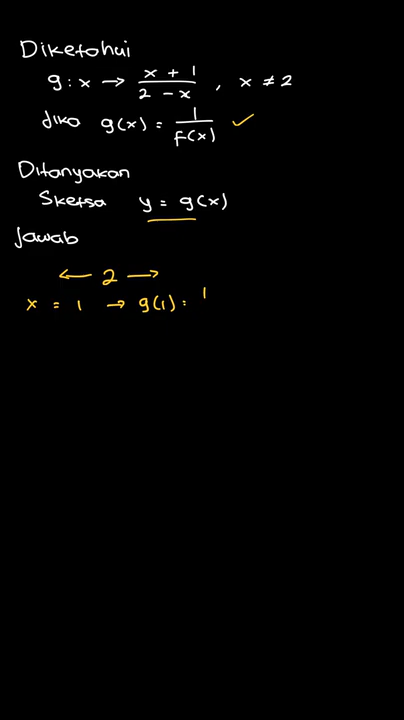 Diketahui
g : x → x + 1 / 2 - x , x ≠ 2
Jika g(x) = 1 / f(x) ✓
Ditanyakan
Sketsa y = g(x)
Jawab
← 2 →
x = 1 → g(1) = 1